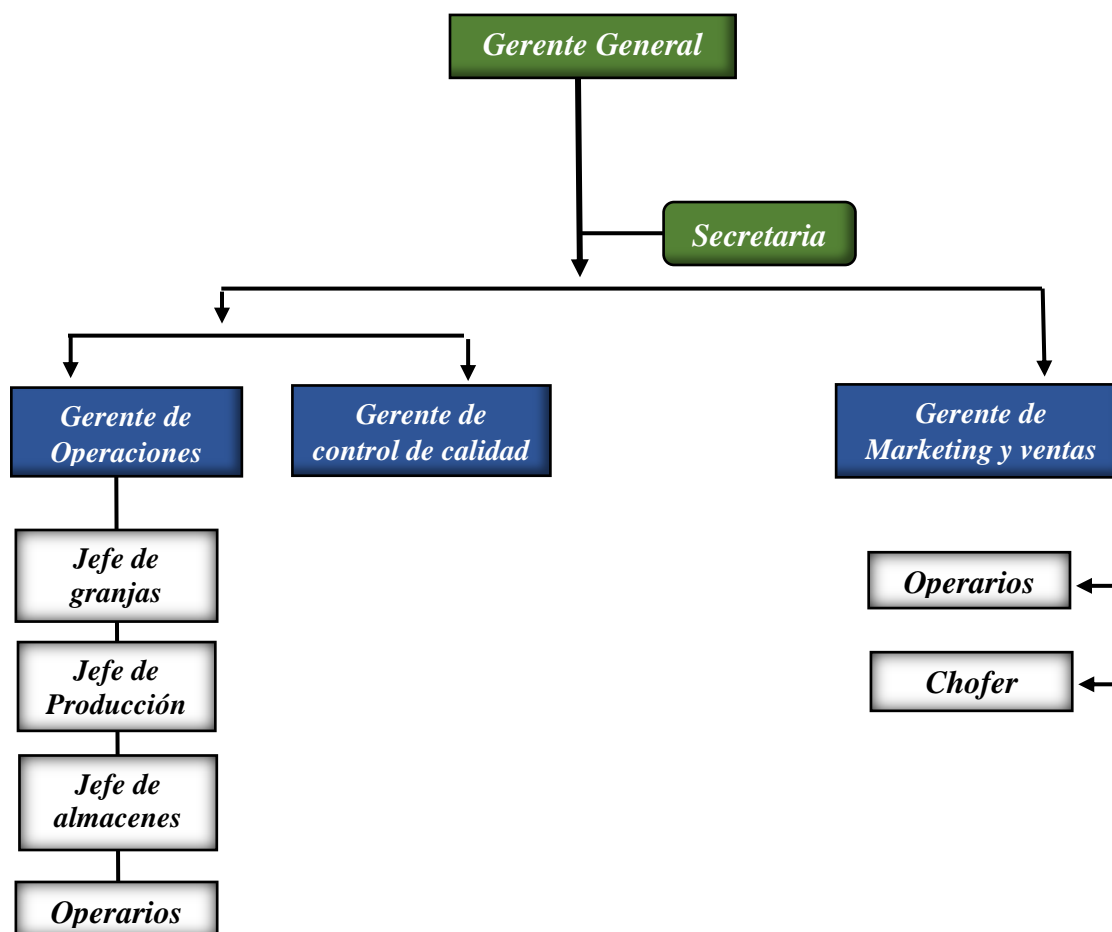 Gerente General
Secretaria
Gerente de
Operaciones
Gerente de
control de calidad
Gerente de
Marketing y ventas
Jefe de
granjas
Jefe de
Producción
Jefe de
almacenes
Operarios
Operarios
Chofer